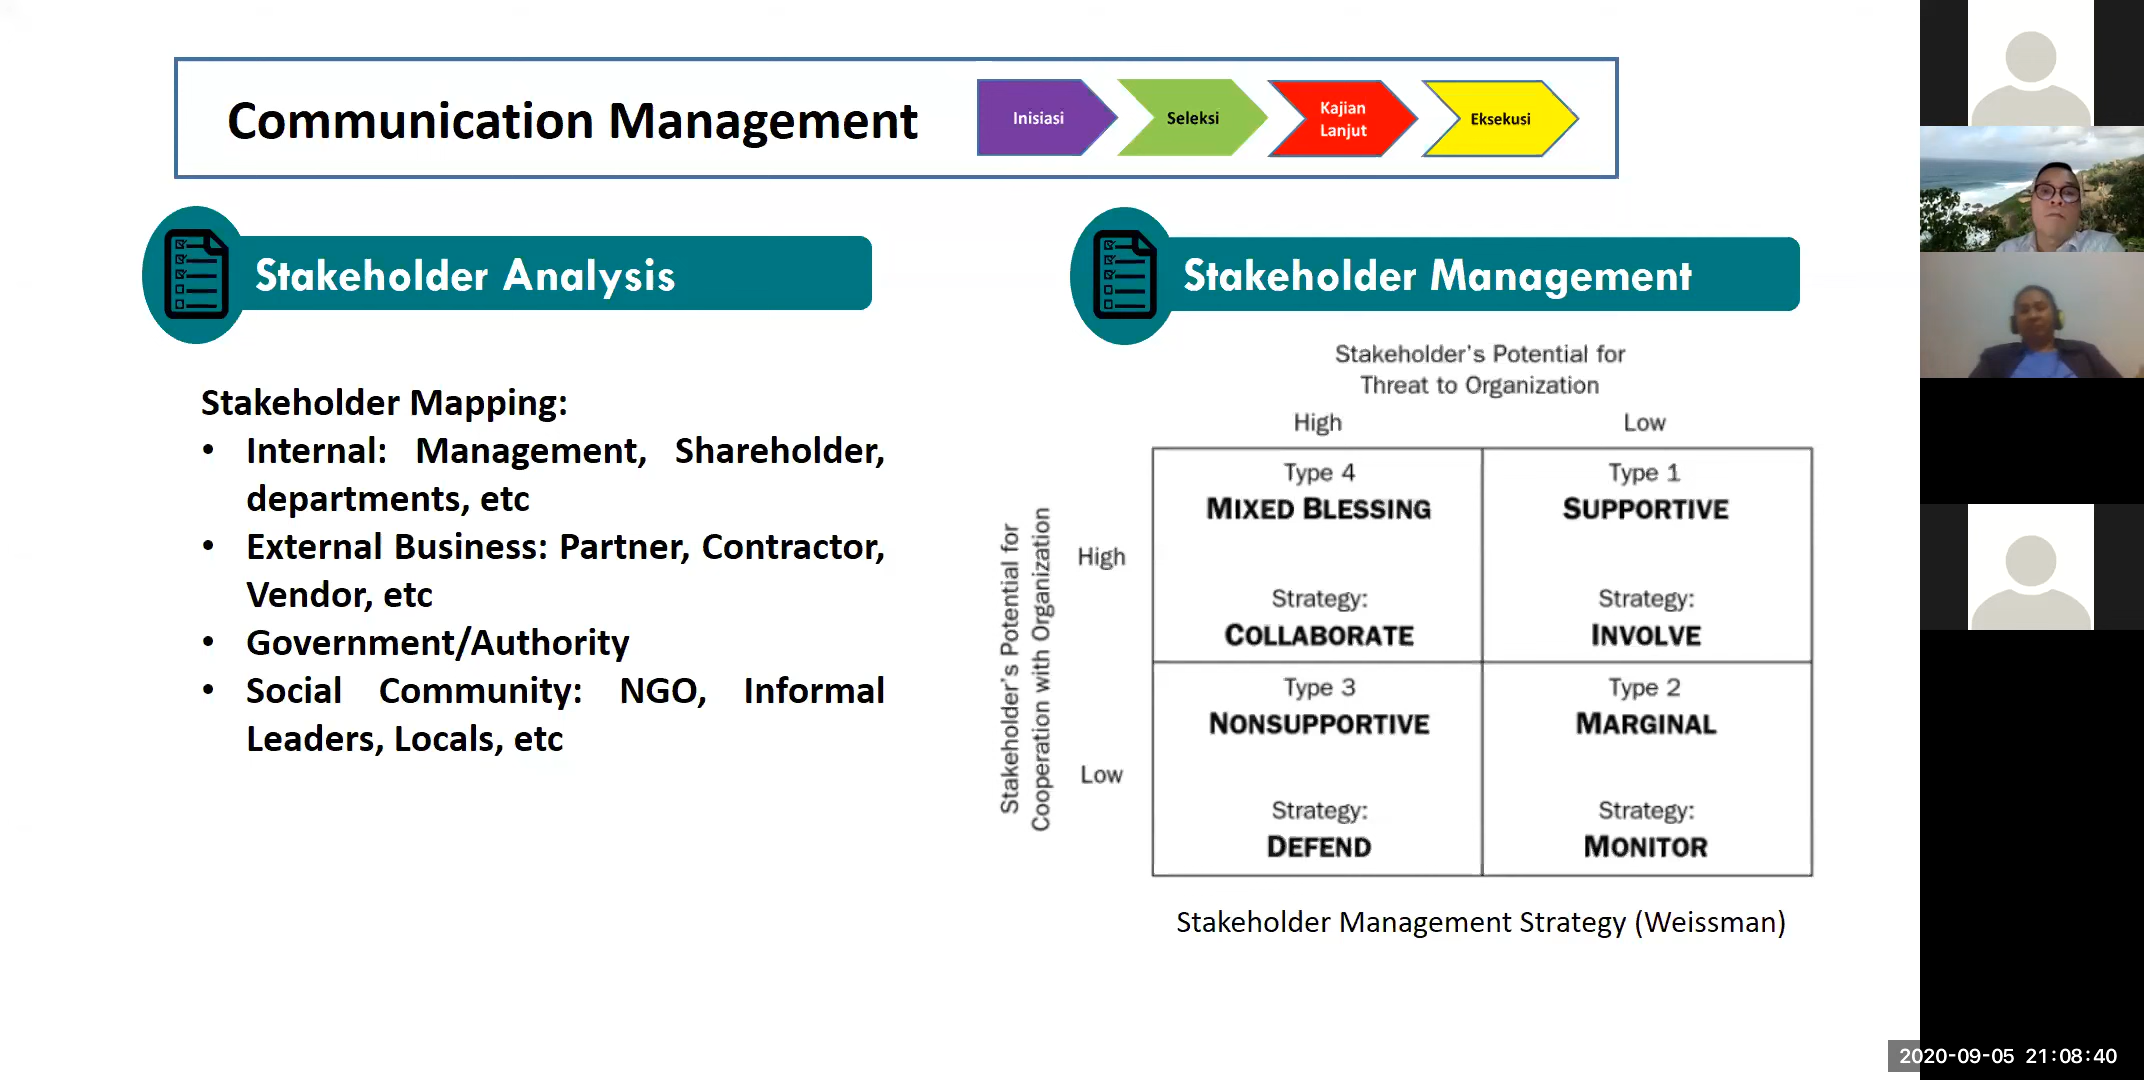 Communication Management
Inisiasi
Seleksi
Kajian
Lanjut
Eksekusi
Stakeholder Analysis
Stakeholder Mapping:
• Internal: Management, Shareholder,
departments, etc
• External Business: Partner, Contractor,
Vendor, etc
• Government/Authority
• Social Community: NGO, Informal
Leaders, Locals, etc
Stakeholder Management
Stakeholder's Potential for
Threat to Organization
High
Low
Stakeholder's Potential for
Cooperation with Organization
High
Type 4
MIXED BLESSING
Strategy:
COLLABORATE
Type 1
SUPPORTIVE
Strategy:
INVOLVE
Low
Type 3
NONSUPPORTIVE
Strategy:
DEFEND
Type 2
MARGINAL
Strategy:
MONITOR
Stakeholder Management Strategy (Weissman)
2020-09-05 21:08:40